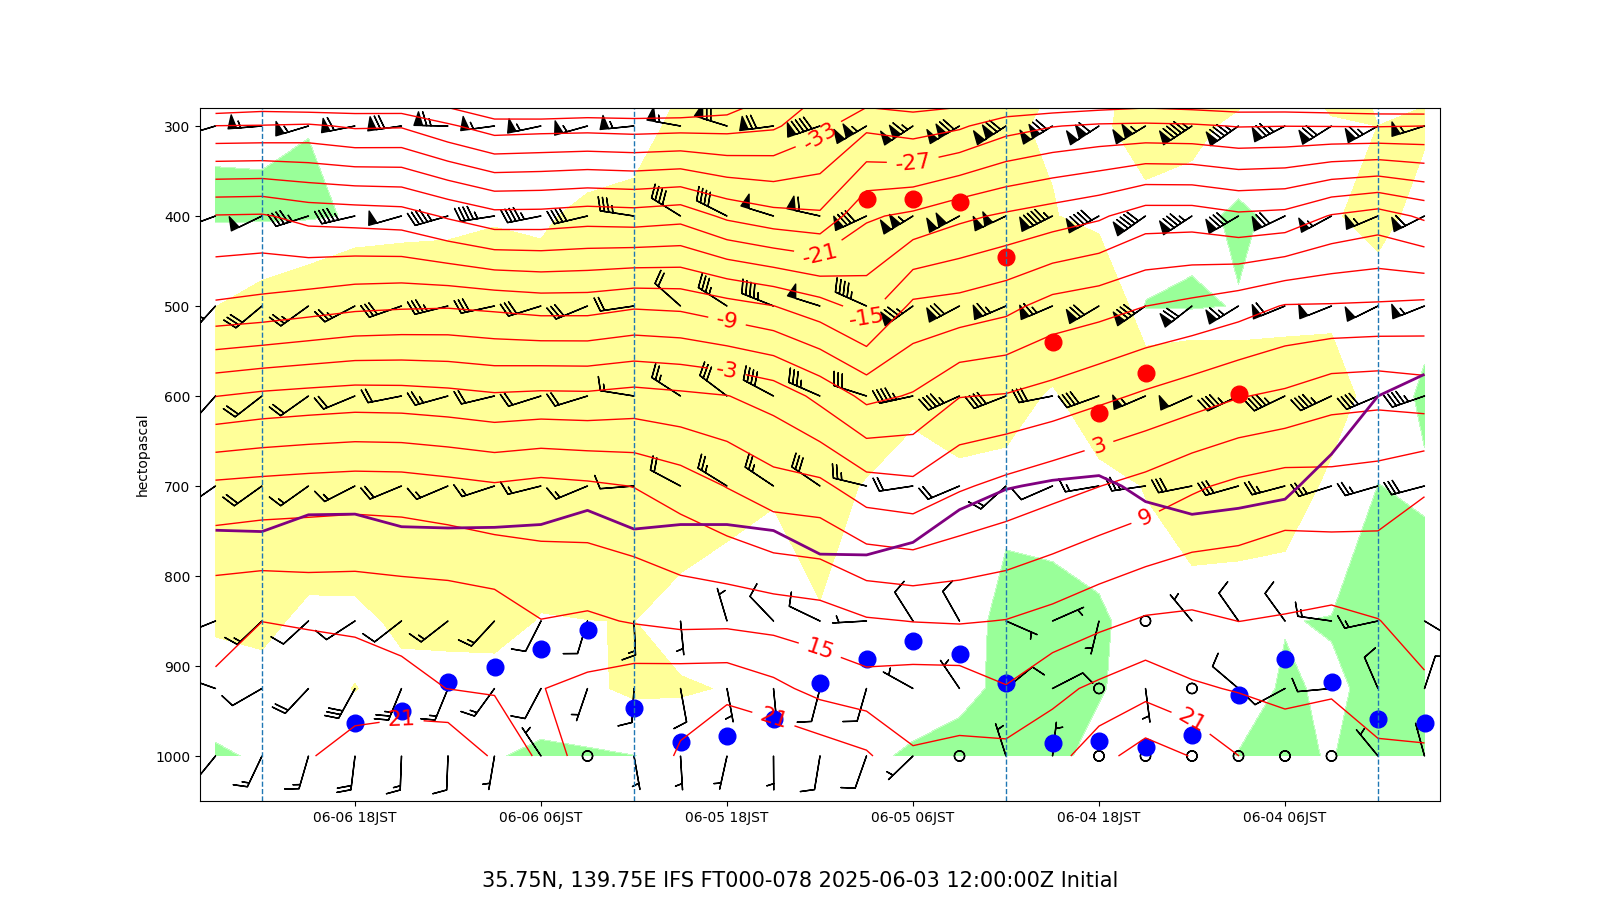 300
400
500
600
700
800
900
1000
hectopascal
-33
-27
-21
-15
-9
-3
3
9
15
21
21
21
06-06 18JST
06-06 06JST
06-05 18JST
06-05 06JST
06-04 18JST
06-04 06JST
35.75N, 139.75E IFS FT000-078 2025-06-03 12:00:00Z Initial